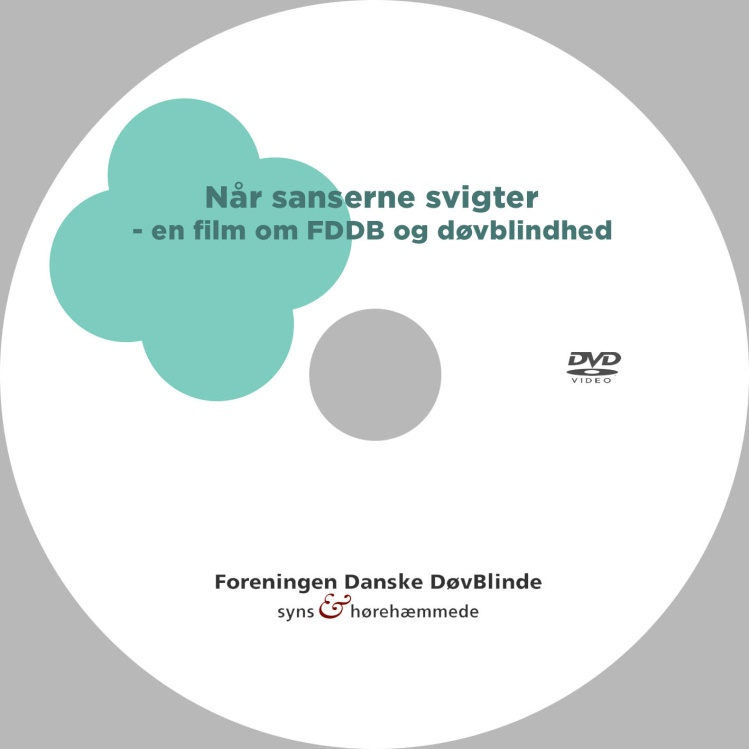 Når sanserne svigter
- en film om FDDB og døvblindhed
DVD
VIDEO
Foreningen Danske DøvBlinde
syns & hørehæmmede